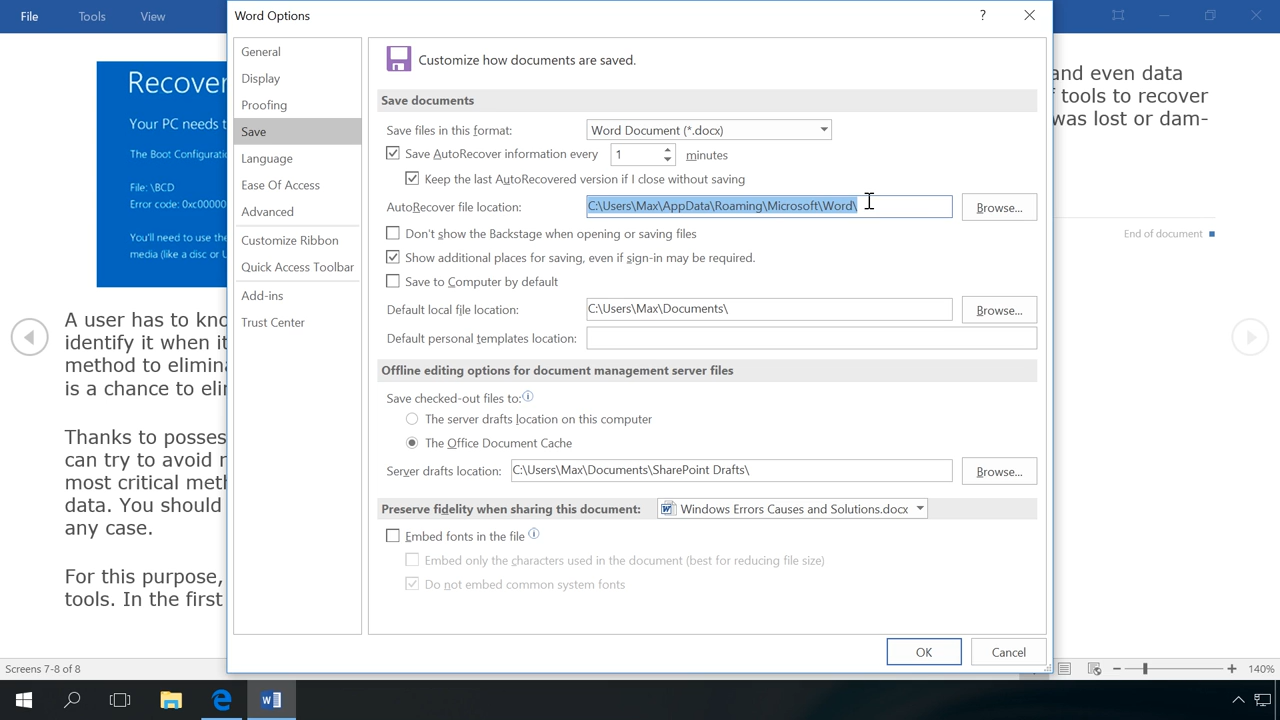 File
Tools
View
Word Options
?
Recover
Your PC needs t
The Boot Configuratio
File: \BCD
Error code: 0xc00000
You'll need to use the
media (like a disc or U
A user has to kno
identify it when it
method to elimina
is a chance to eli
Thanks to posses
can try to avoid
most critical met
data. You should
any case.
For this purpose,
tools. In the first
General
Display
Proofing
Save
Language
Ease Of Access
Advanced
Customize Ribbon
Quick Access Toolbar
Add-ins
Trust Center
Customize how documents are saved.
Save documents
Save files in this format: Word Document (*.docx)
Save AutoRecover information every 1 minutes
Keep the last AutoRecovered version if I close without saving
AutoRecover file location: C:\Users\Max\AppData\Roaming\Microsoft\Word\ Browse...
Don't show the Backstage when opening or saving files
Show additional places for saving, even if sign-in may be required.
Save to Computer by default
Default local file location: C:\Users\Max\Documents\ Browse...
Default personal templates location:
Offline editing options for document management server files
Save checked-out files to:
The server drafts location on this computer
The Office Document Cache
Server drafts location: C:\Users\Max\Documents\SharePoint Drafts\ Browse...
Preserve fidelity when sharing this document: Windows Errors Causes and Solutions.docx
Embed fonts in the file
Embed only the characters used in the document (best for reducing file size)
Do not embed common system fonts
OK Cancel
and even data
tools to recover
was lost or dam-
End of document
Screens 7-8 of 8
140%